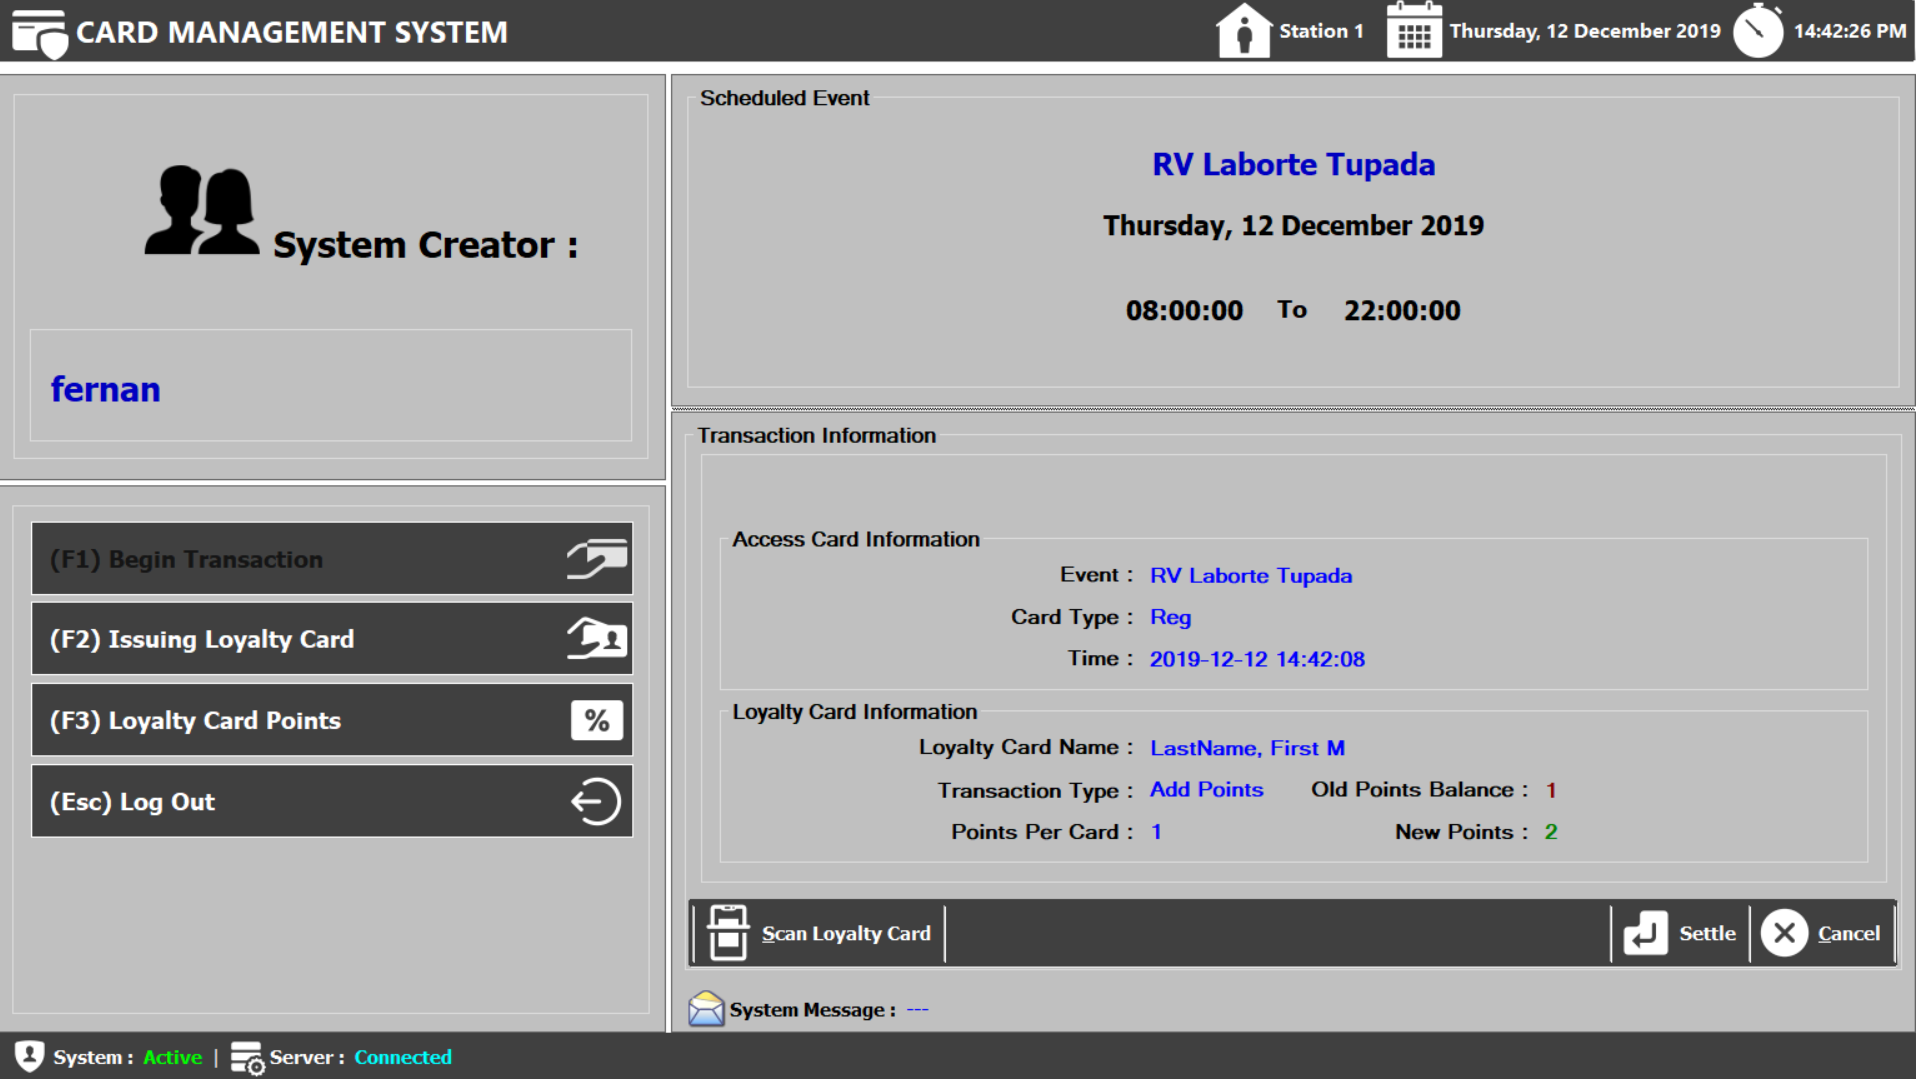 CARD MANAGEMENT SYSTEM
Station 1
Thursday, 12 December 2019
14:42:26 PM
System Creator :
fernan
(F1) Begin Transaction
(F2) Issuing Loyalty Card
(F3) Loyalty Card Points
%
(Esc) Log Out
Scheduled Event
RV Laborte Tupada
Thursday, 12 December 2019
08:00:00 To 22:00:00
Transaction Information
Access Card Information
Event : RV Laborte Tupada
Card Type : Reg
Time : 2019-12-12 14:42:08
Loyalty Card Information
Loyalty Card Name : LastName, First M
Transaction Type : Add Points Old Points Balance : 1
Points Per Card : 1 New Points : 2
Scan Loyalty Card
Settle
Cancel
System Message : ---
System : Active | Server : Connected